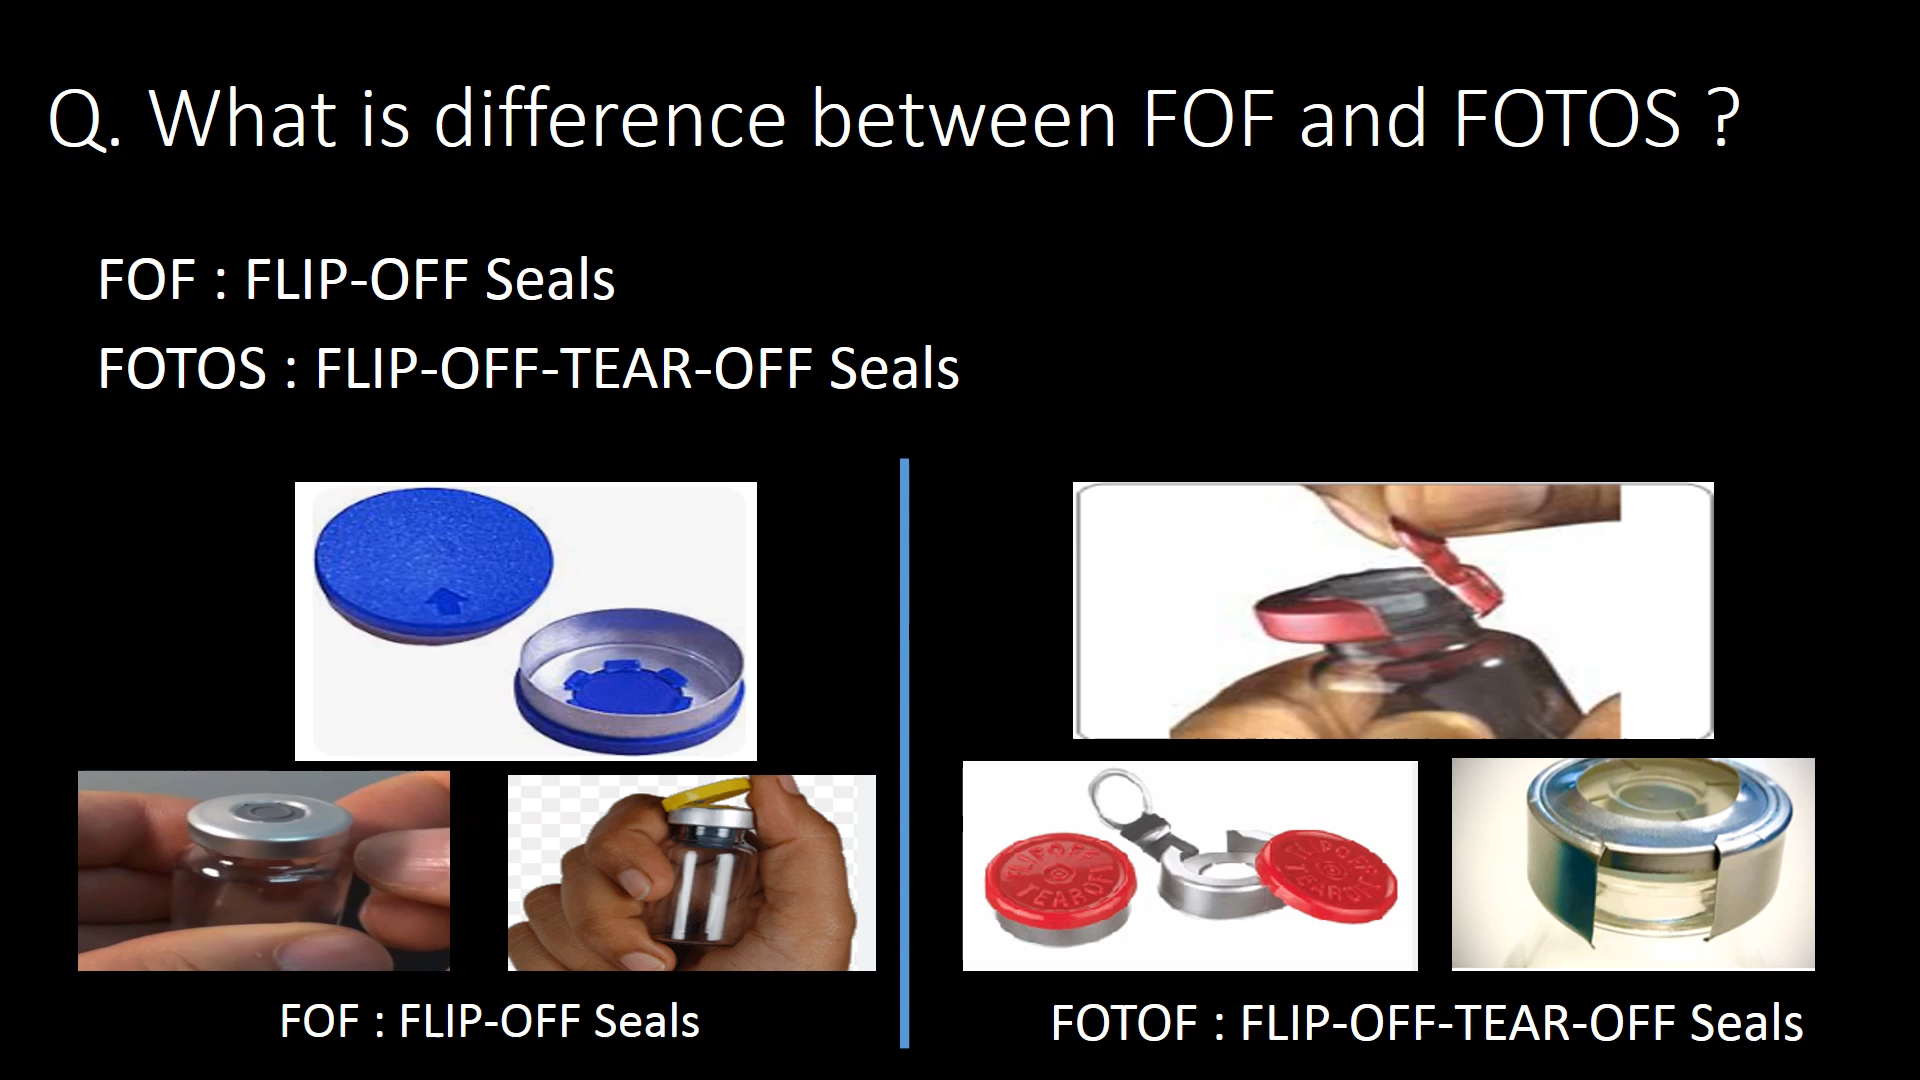 Q. What is difference between FOF and FOTOS ?
FOF : FLIP-OFF Seals
FOTOS : FLIP-OFF-TEAR-OFF Seals
TEAROFF
FOF : FLIP-OFF Seals
FOTOF : FLIP-OFF-TEAR-OFF Seals